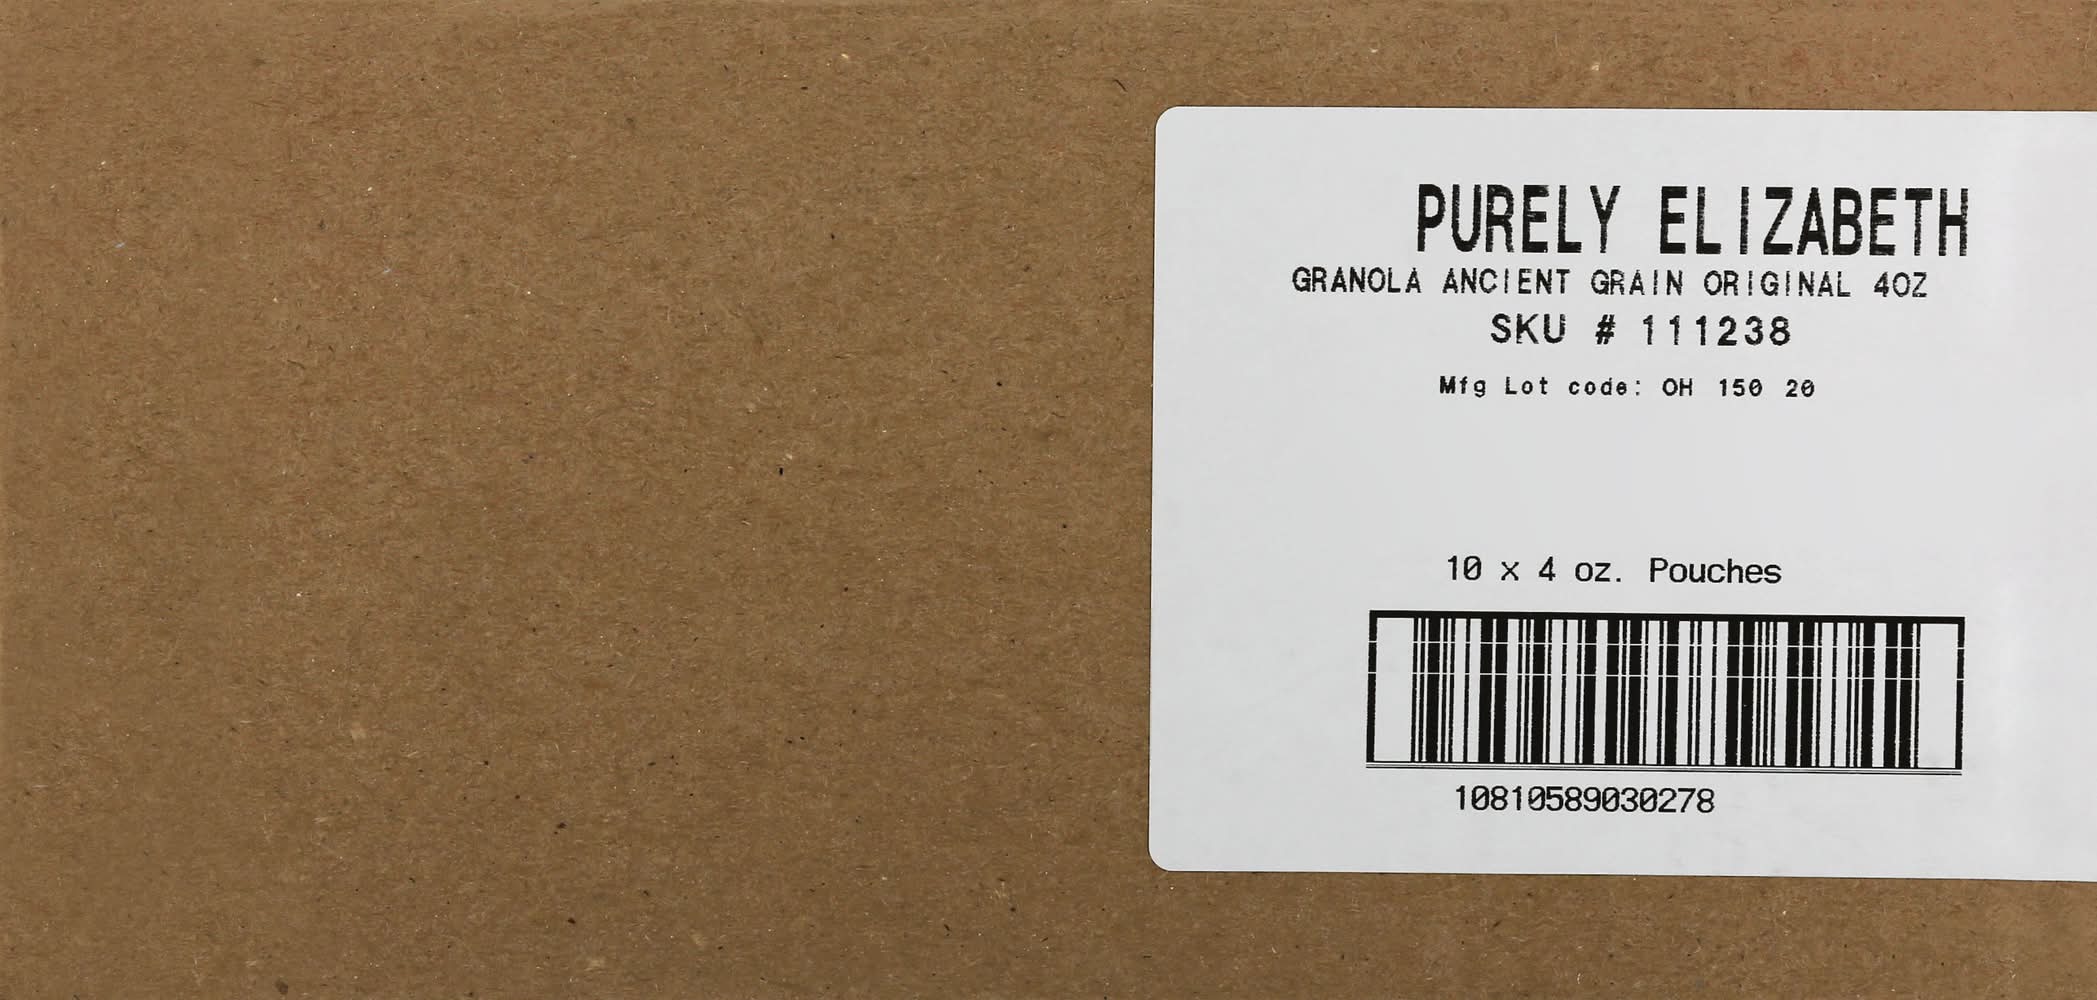 PURELY ELIZABETH
GRANOLA ANCIENT GRAIN ORIGINAL 4OZ
SKU # 111238
Mfg Lot code: OH 150 20
10 x 4 oz. Pouches
10810589030278